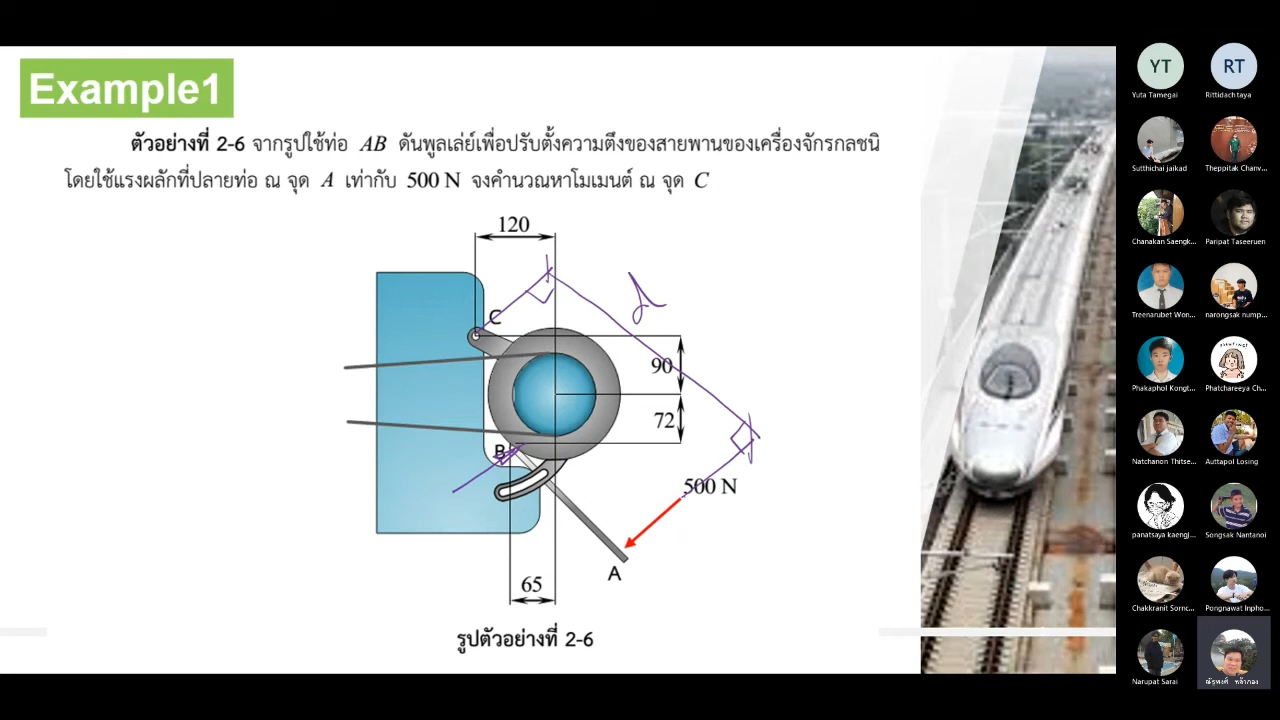 Example1
ตัวอย่างที่ 2-6 จากรูปใช้ท่อ AB ดันพูลเล่ย์เพื่อปรับตั้งความตึงของสายพานของเครื่องจักรกลชนิ
โดยใช้แรงผลักที่ปลายท่อ ณ จุด A เท่ากับ 500 N จงคำนวณหาโมเมนต์ ณ จุด C
120
d
C
90
72
B
500 N
A
65
รูปตัวอย่างที่ 2-6
YT
RT
Yuta Tamegai
Rittidach taya
Sutthichai jaikad
Theppitak Chanv...
Chanakan Saengk...
Paripat Taseeruen
Treenarubet Won...
narongsak nump...
Phakaphol Kongt...
Phatchareeya Ch...
Natchanon Thitse...
Auttapol Losing
panatsaya kaengj...
Songsak Nantanoi
Chakkranit Sornc...
Pongnawat Inpho...
Narupat Sarai